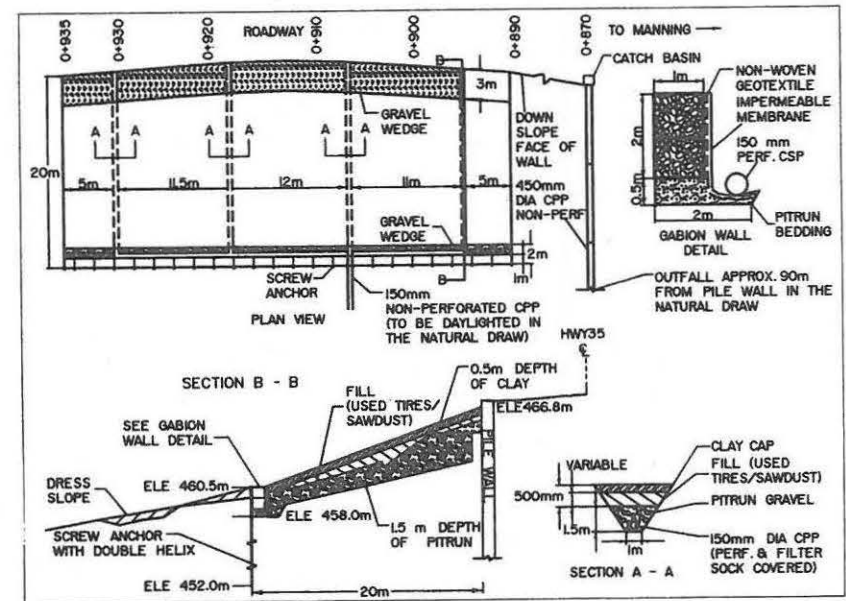 0+935
0+930
0+920
ROADWAY
0+910
0+900
0+890
0+870
TO MANNING
B
CATCH BASIN
3m
GRAVEL
WEDGE
A A
A A
A A
20m
5m
11.5m
12m
11m
5m
DOWN
SLOPE
FACE OF
WALL
450mm
DIA CPP
NON-PERF
GRAVEL
WEDGE
2m
1m
B
SCREW
ANCHOR
PLAN VIEW
150mm
NON-PERFORATED CPP
(TO BE DAYLIGHTED IN
THE NATURAL DRAW)
1m
NON-WOVEN
GEOTEXTILE
IMPERMEABLE
MEMBRANE
2m
150 mm
PERF. CSP
0.5m
2m
PITRUN
BEDDING
GABION WALL
DETAIL
OUTFALL APPROX. 90m
FROM PILE WALL IN THE
NATURAL DRAW
HWY35
℄
SECTION B - B
0.5m DEPTH
OF CLAY
FILL
(USED TIRES/
SAWDUST)
ELE 466.8m
SEE GABION
WALL DETAIL
PILE WALL
DRESS
SLOPE
ELE 460.5m
ELE 458.0m
1.5 m DEPTH
OF PITRUN
SCREW ANCHOR
WITH DOUBLE HELIX
ELE 452.0m
20m
CLAY CAP
FILL (USED
TIRES/SAWDUST)
VARIABLE
500mm
PITRUN GRAVEL
1.5m
1m
150mm DIA CPP
(PERF. & FILTER
SOCK COVERED)
SECTION A - A